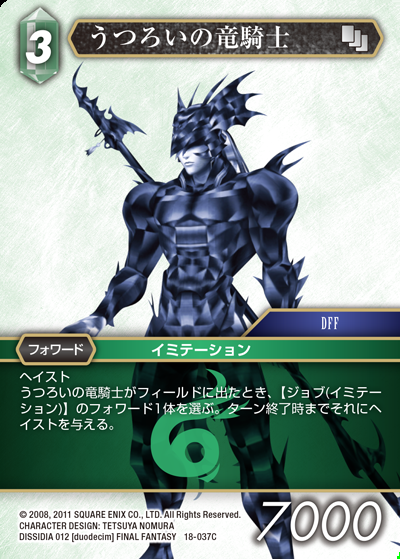 3
うつろいの竜騎士
DFF
フォワード
イミテーション
ヘイスト
うつろいの竜騎士がフィールドに出たとき、【ジョブ(イミテー
ション)】のフォワード1体を選ぶ。ターン終了時までそれにヘ
イストを与える。
© 2008, 2011 SQUARE ENIX CO., LTD. All Rights Reserved.
CHARACTER DESIGN: TETSUYA NOMURA
DISSIDIA 012 [duodecim] FINAL FANTASY 18-037C
7000